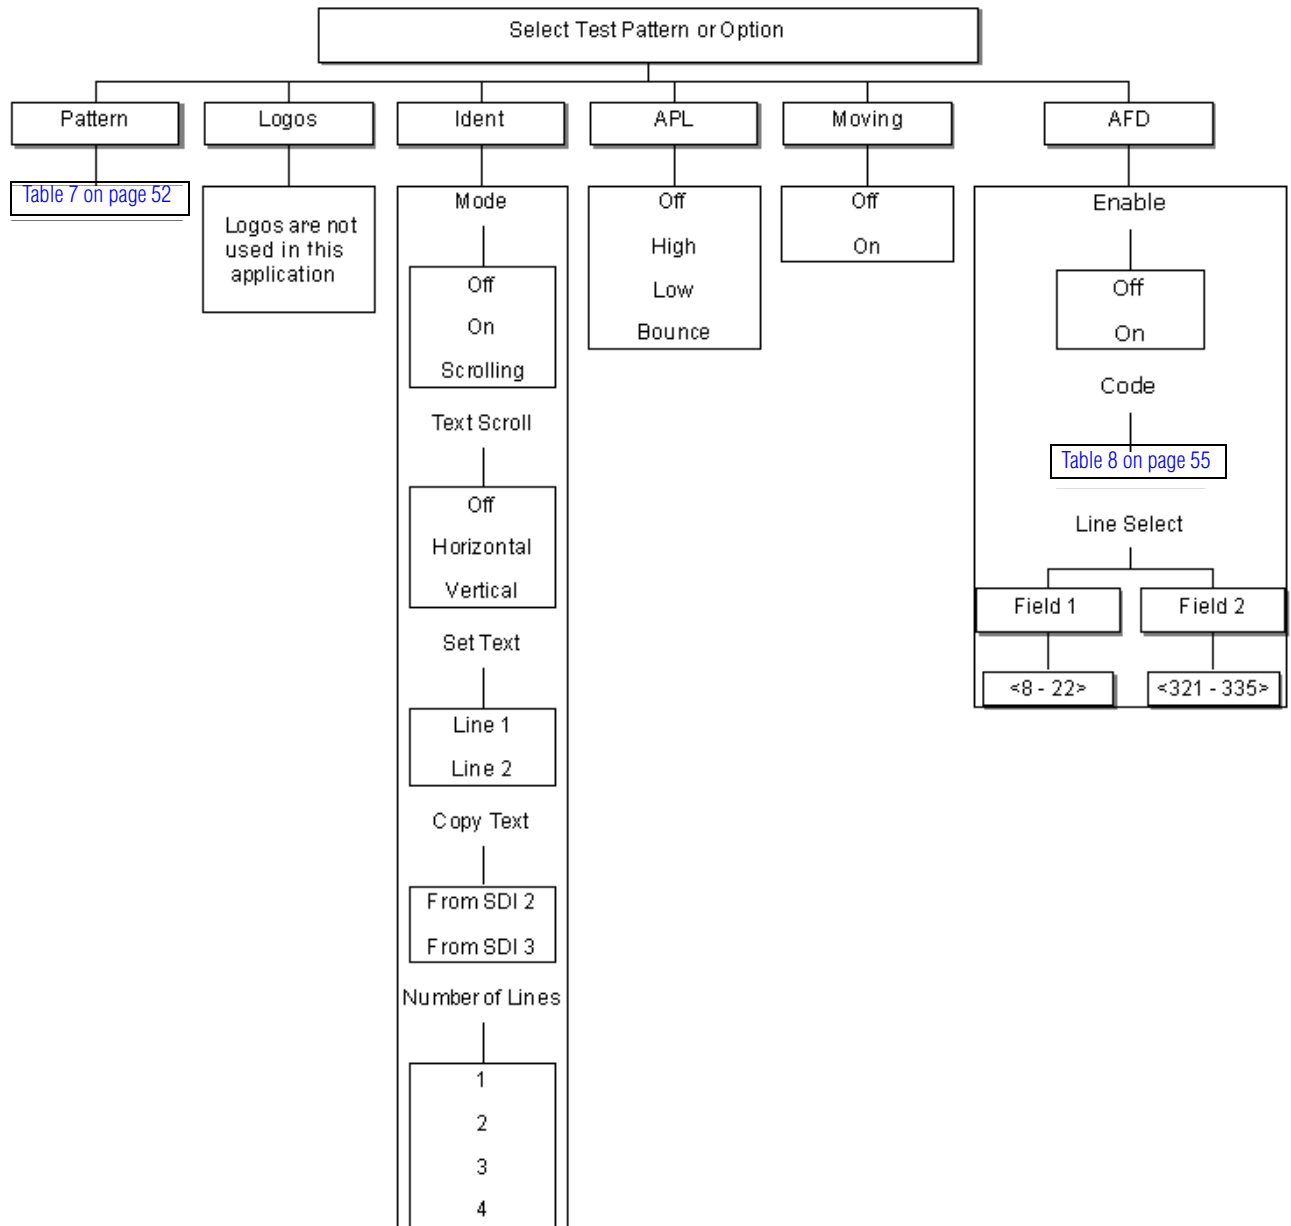 Select Test Pattern or Option
Pattern
Logos
Ident
APL
Moving
AFD
Table 7 on page 52
Logos are not
used in this
application
Mode
Off
On
Scrolling
Text Scroll
Off
Horizontal
Vertical
Set Text
Line 1
Line 2
Copy Text
From SDI 2
From SDI 3
Number of Lines
1
2
3
4
Off
High
Low
Bounce
Off
On
Enable
Off
On
Code
Table 8 on page 55
Line Select
Field 1
Field 2
<8 - 22>
<321 - 335>